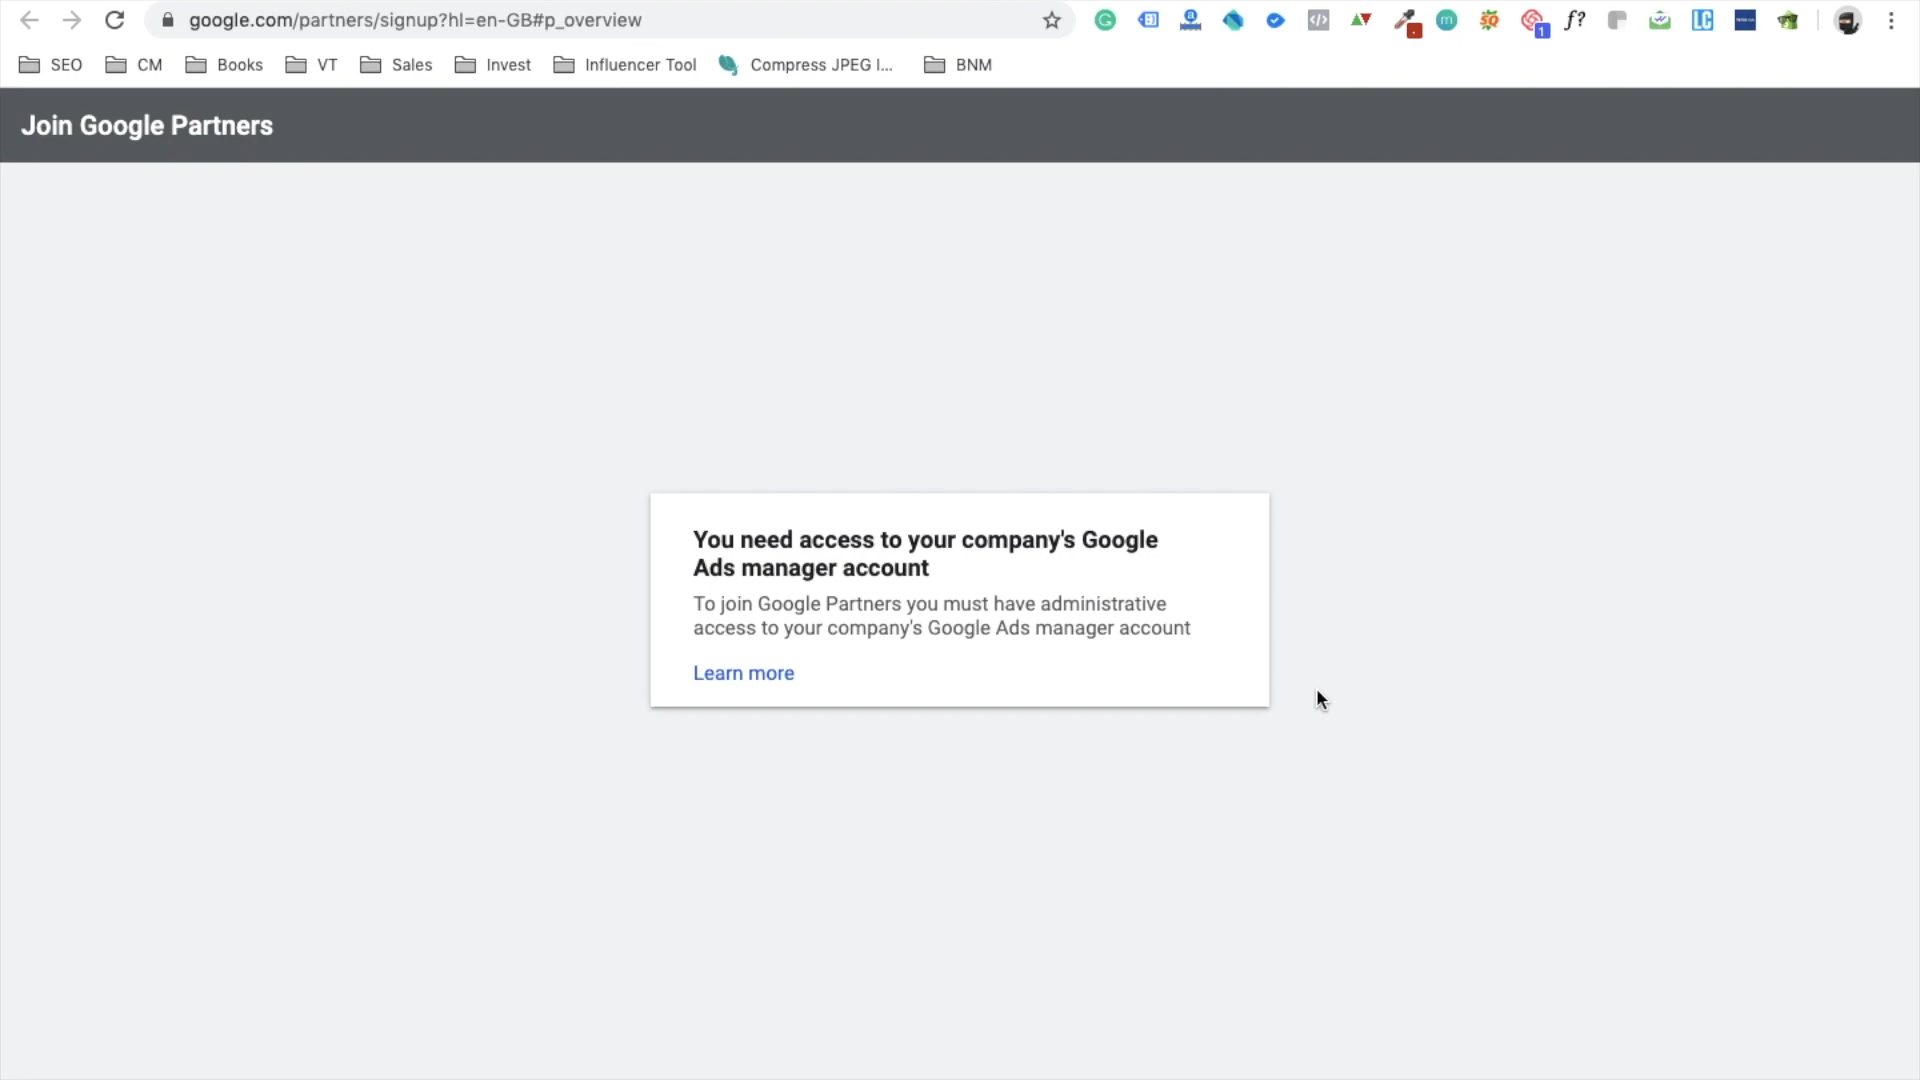 google.com/partners/signup?hl=en-GB#p_overview
SEO CM Books VT Sales Invest Influencer Tool Compress JPEG I... BNM
Join Google Partners
You need access to your company's Google
Ads manager account
To join Google Partners you must have administrative
access to your company's Google Ads manager account
Learn more